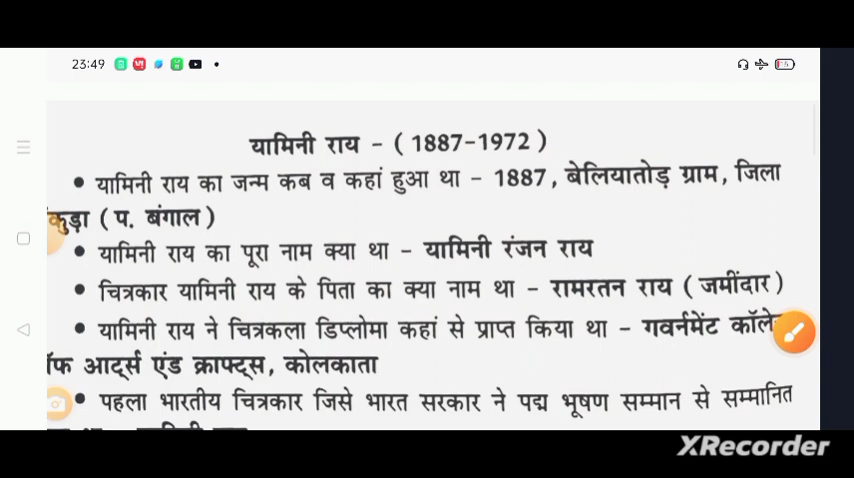 23:49
यामिनी राय - ( 1887-1972 )
• यामिनी राय का जन्म कब व कहां हुआ था - 1887, बेलियातोड़ ग्राम, जिला
कुड़ा ( प. बंगाल )
• यामिनी राय का पूरा नाम क्या था - यामिनी रंजन राय
• चित्रकार यामिनी राय के पिता का क्या नाम था - रामरतन राय ( जमींदार )
• यामिनी राय ने चित्रकला डिप्लोमा कहां से प्राप्त किया था - गवर्नमेंट कॉले
ॉफ आर्ट्स एंड क्राफ्ट्स, कोलकाता
• पहला भारतीय चित्रकार जिसे भारत सरकार ने पद्म भूषण सम्मान से सम्मानित
XRecorder